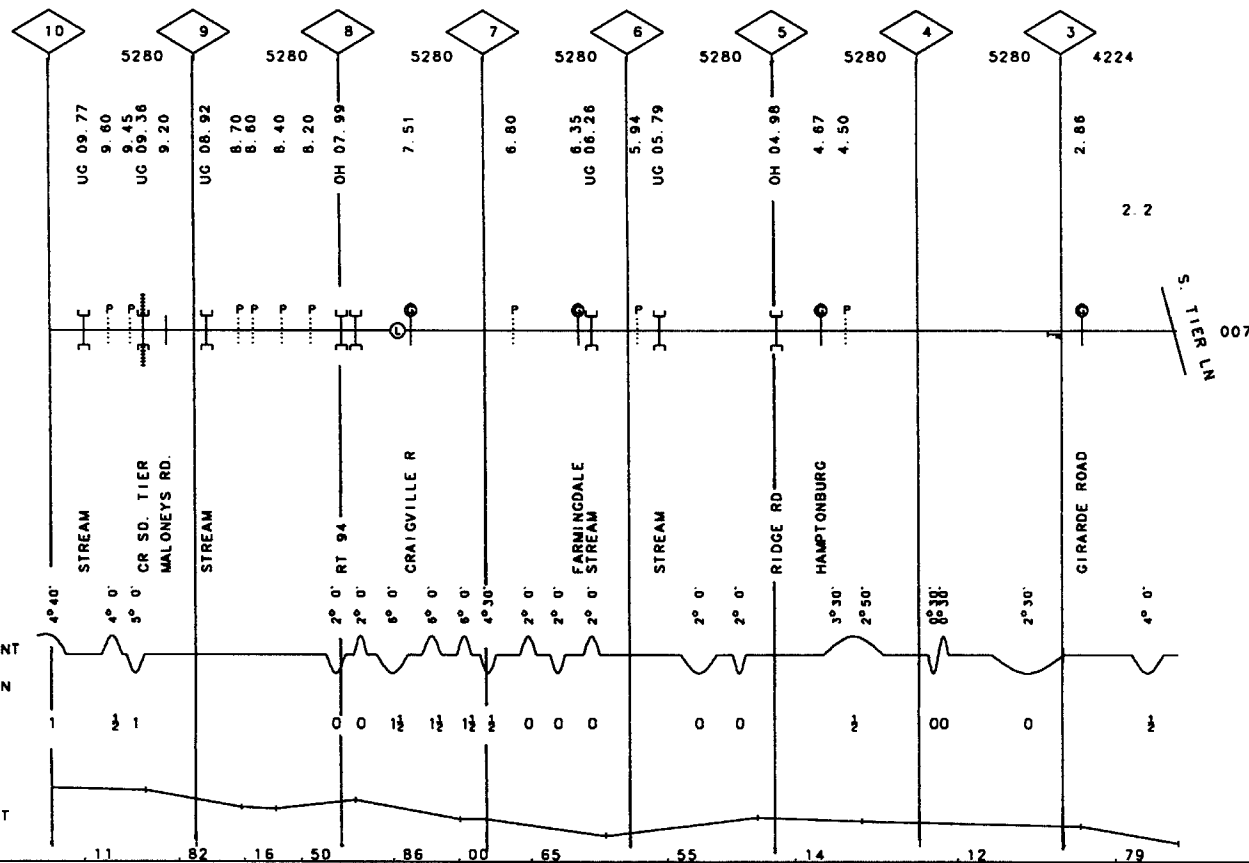 10 9 8 7 6 5 4 3
5280 5280 5280 5280 5280 5280 5280 4224
UG 09.77
9.60
9.45
UG 09.36
9.20
UG 08.92
8.70
8.60
8.40
8.20
OH 07.99
7.51
6.80
6.35
UG 06.26
5.94
UG 05.79
OH 04.98
4.67
4.50
2.86
2.2
P P P P P P P P P
L
S. TIER LN
007
STREAM
CR SD. TIER
MALONEYS RD.
STREAM
RT 94
CRAIGVILLE R
FARMINGDALE
STREAM
STREAM
RIDGE RD
HAMPTONBURG
GIRARDE ROAD
4° 40'
4° 0'
5° 0'
2° 0'
2° 0'
6° 0'
6° 0'
6° 0'
4° 30'
2° 0'
2° 0'
2° 0'
2° 0'
2° 0'
3° 30'
2° 50'
0° 30'
2° 30'
4° 0'
NT
N
1 ½ 1 0 0 1½ 1½ 1½ ½ 0 0 0 0 0 ½ 00 0 ½
T
.11 .82 .16 .50 .86 .00 .65 .55 .14 .12 .79